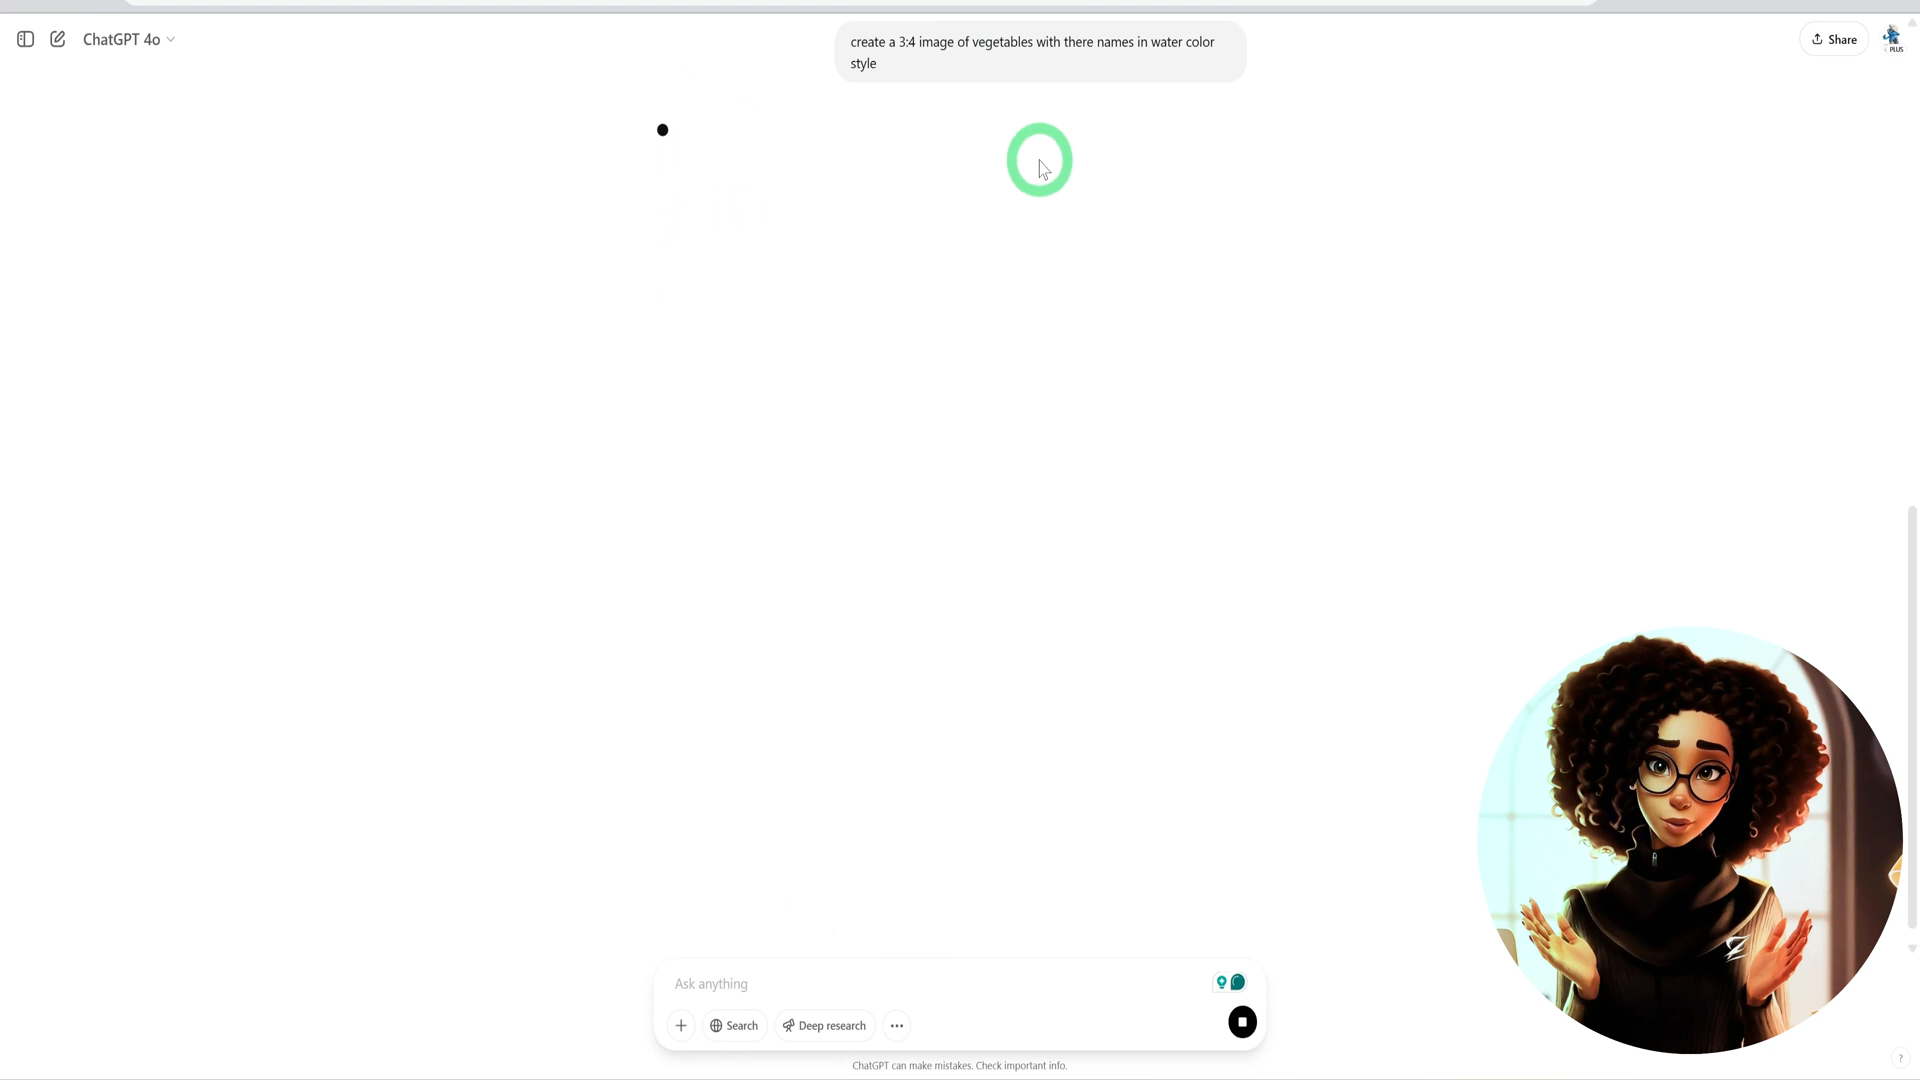 ChatGPT 4o
create a 3:4 image of vegetables with there names in water color
style
Share
PLUS
Ask anything
Search
Deep research
ChatGPT can make mistakes. Check important info.
?